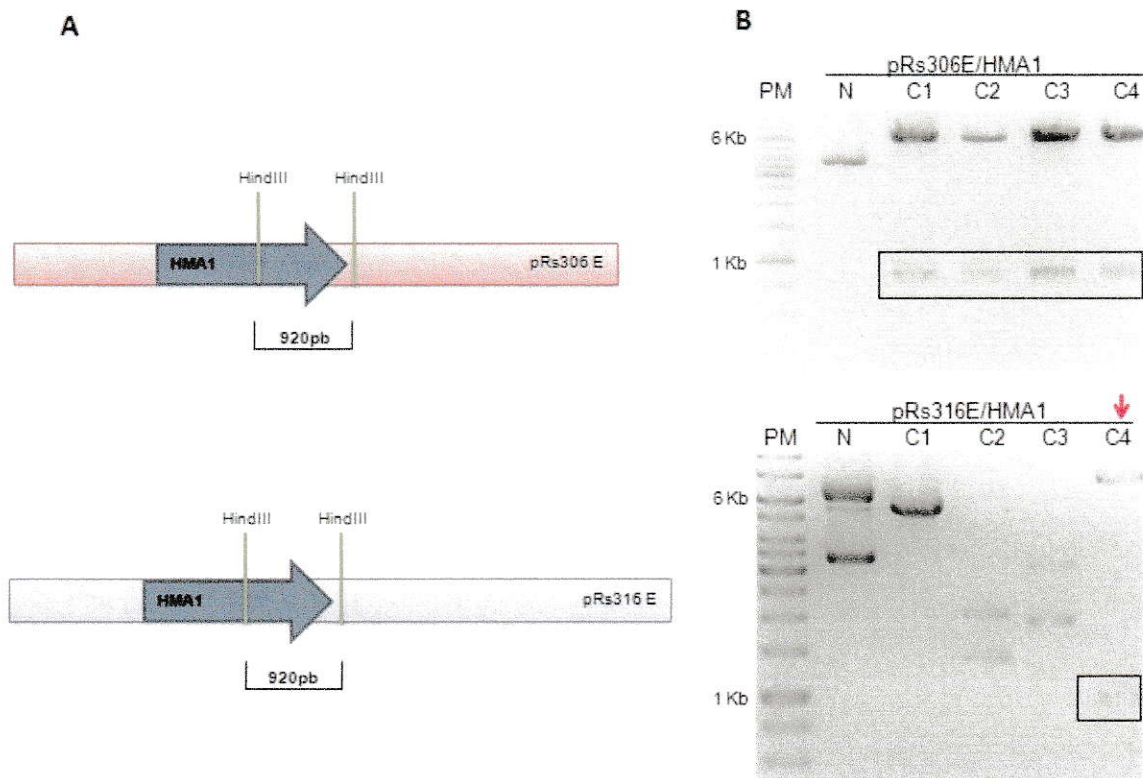 A
HindIII HindIII
HMA1 pRs306 E
920pb
HindIII HindIII
HMA1 pRs316 E
920pb
B
pRs306E/HMA1
PM N C1 C2 C3 C4
6 Kb
1 Kb
pRs316E/HMA1
PM N C1 C2 C3 C4
6 Kb
1 Kb